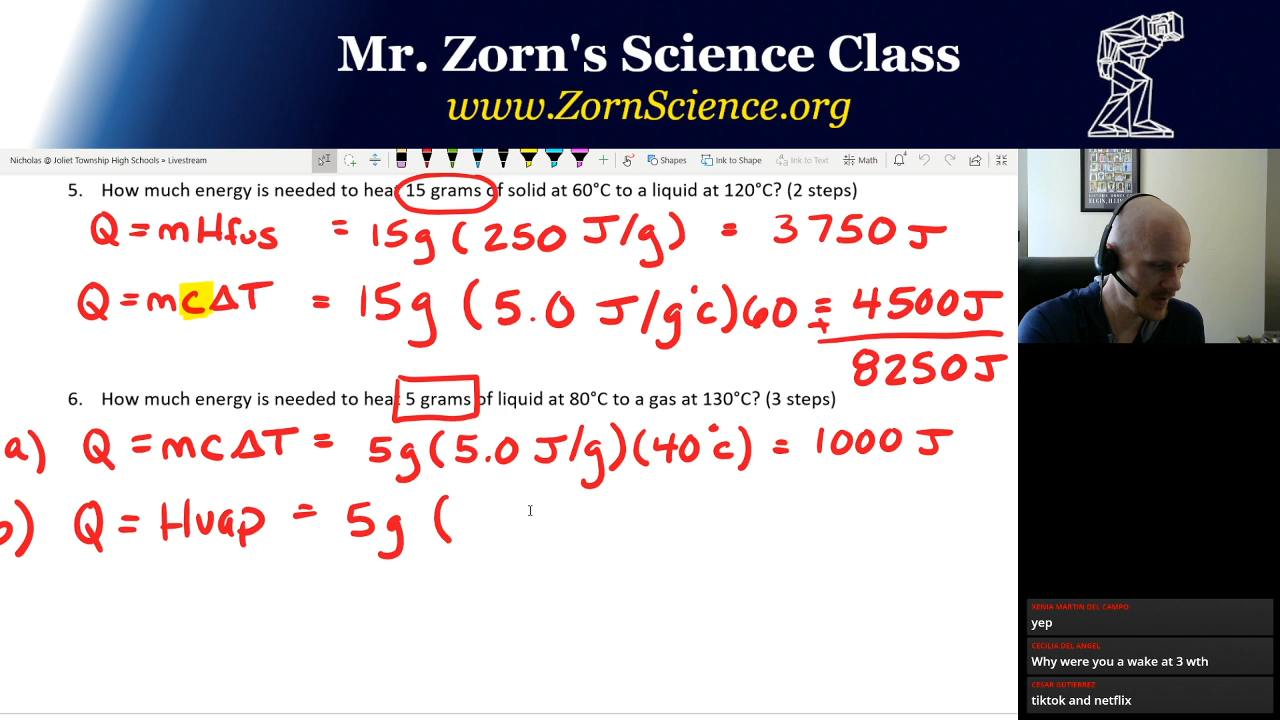 Mr. Zorn's Science Class
www.ZornScience.org
Nicholas @ Joliet Township High Schools » Livestream
Shapes
Ink to Shape
Ink to Text
Math
5. How much energy is needed to heat 15 grams of solid at 60°C to a liquid at 120°C? (2 steps)
Q = mHfus = 15g (250 J/g) = 3750 J
Q = mcΔT = 15g (5.0 J/g°c)60 = 4500J
+
8250J
6. How much energy is needed to heat 5 grams of liquid at 80°C to a gas at 130°C? (3 steps)
a) Q = mcΔT = 5g(5.0 J/g)(40°c) = 1000 J
b) Q = Hvap = 5g (
XENIA MARTIN DEL CAMPO
yep
CECILIA DEL ANGEL
Why were you a wake at 3 wth
CESAR GUTIERREZ
tiktok and netflix